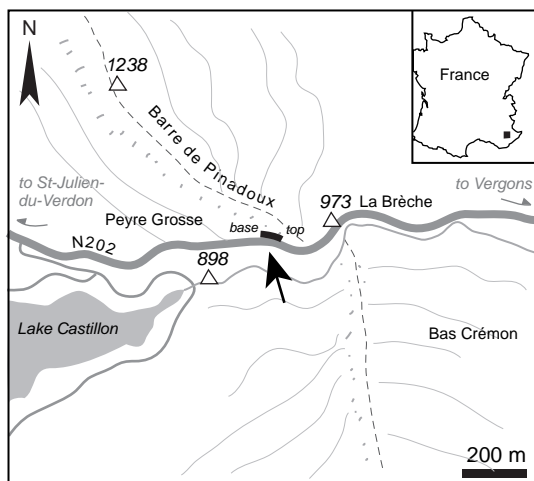 N
France
1238
Barre de Pinadoux
to St-Julien-
du-Verdon
973
La Brèche
to Vergons
Peyre Grosse
base
top
N202
898
Lake Castillon
Bas Crémon
200 m